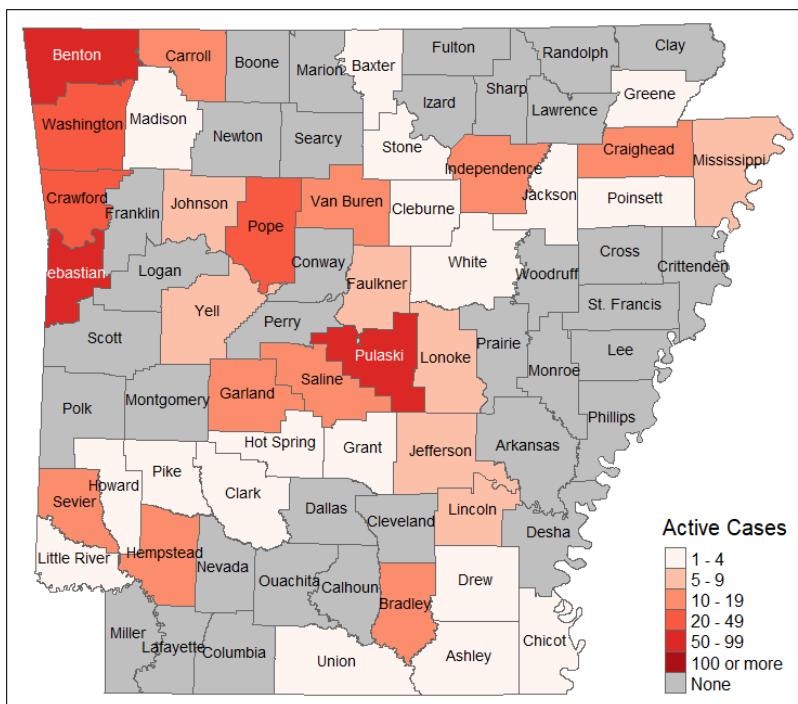 Benton
Carroll
Boone
Marion
Baxter
Fulton
Randolph
Clay
Sharp
Izard
Lawrence
Greene
Washington
Madison
Newton
Searcy
Stone
Independence
Craighead
Mississippi
Crawford
Franklin
Johnson
Pope
Van Buren
Cleburne
Jackson
Poinsett
ebastian
Logan
Conway
White
Woodruff
Cross
Crittenden
Faulkner
St. Francis
Yell
Perry
Scott
Pulaski
Lonoke
Prairie
Monroe
Lee
Saline
Garland
Polk
Montgomery
Phillips
Hot Spring
Grant
Jefferson
Arkansas
Pike
Howard
Clark
Sevier
Dallas
Cleveland
Lincoln
Desha
Little River
Hempstead
Nevada
Ouachita
Calhoun
Bradley
Drew
Miller
Lafayette
Columbia
Union
Ashley
Chicot
Active Cases
1 - 4
5 - 9
10 - 19
20 - 49
50 - 99
100 or more
None